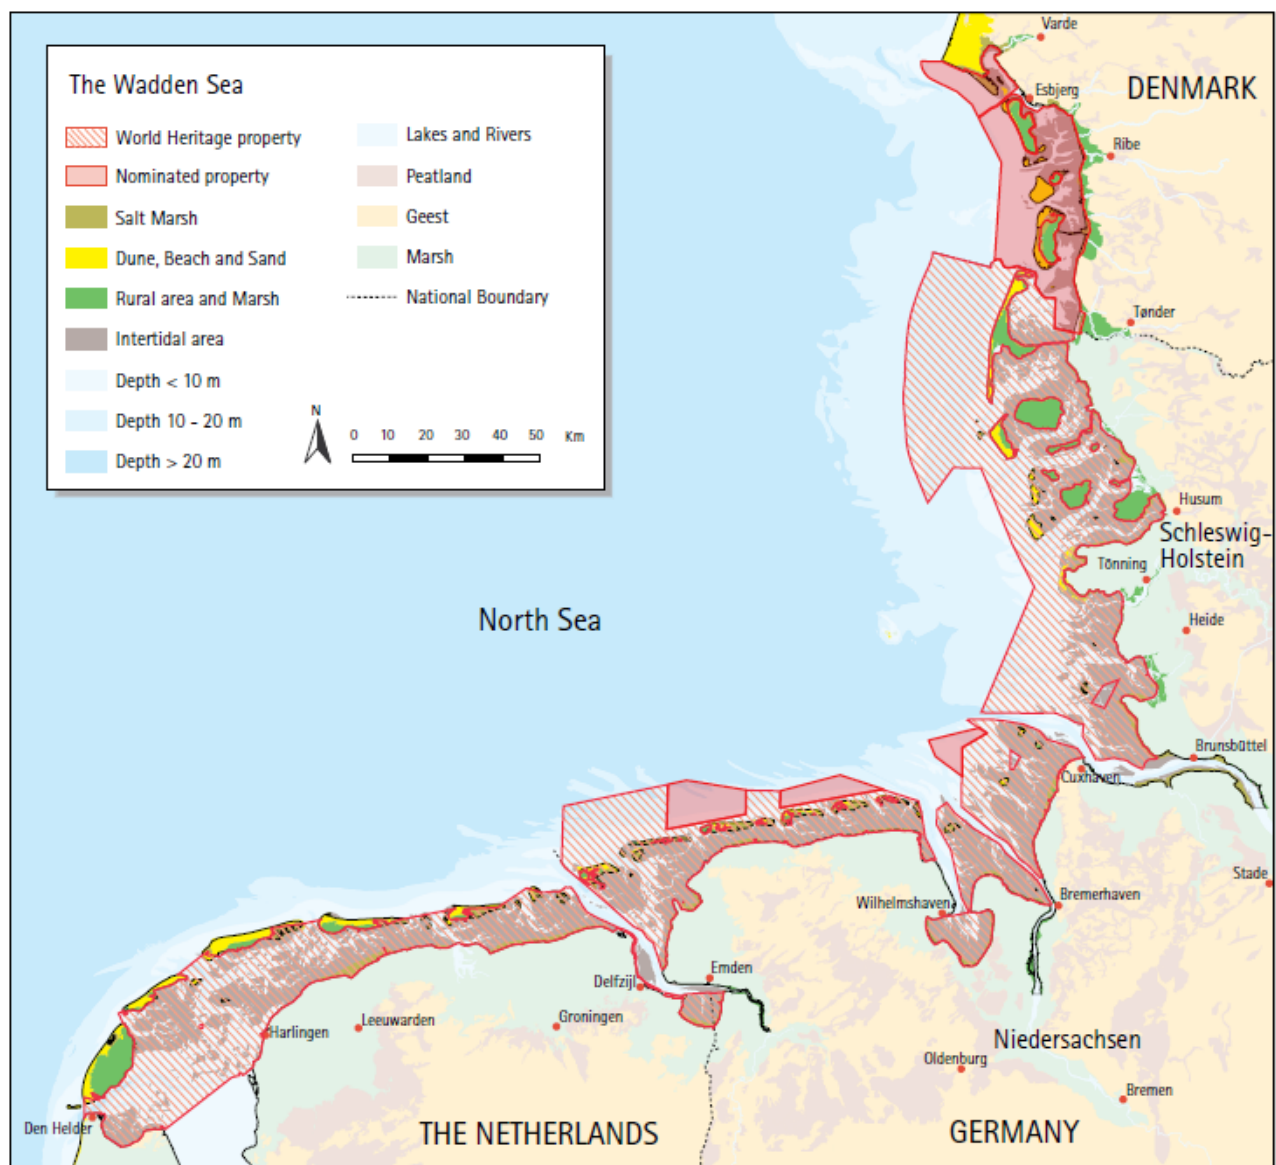 The Wadden Sea
World Heritage property
Nominated property
Salt Marsh
Dune, Beach and Sand
Rural area and Marsh
Intertidal area
Depth < 10 m
Depth 10 - 20 m
Depth > 20 m
Lakes and Rivers
Peatland
Geest
Marsh
National Boundary
N
0 10 20 30 40 50 Km
Varde
DENMARK
Esbjerg
Ribe
Tønder
Husum
Schleswig-
Holstein
Tönning
North Sea
Heide
Brunsbüttel
Cuxhaven
Stade
Bremerhaven
Wilhelmshaven
Emden
Delfzijl
Groningen
Leeuwarden
Harlingen
Niedersachsen
Oldenburg
Bremen
Den Helder
THE NETHERLANDS
GERMANY